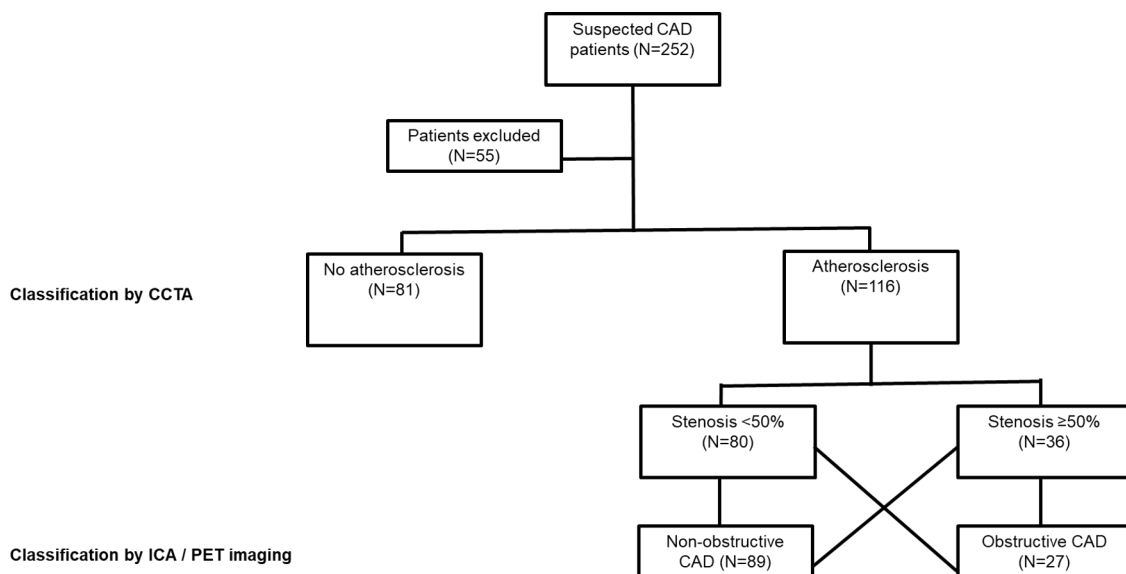 Suspected CAD
patients (N=252)
Patients excluded
(N=55)
No atherosclerosis
(N=81)
Atherosclerosis
(N=116)
Classification by CCTA
Stenosis <50%
(N=80)
Stenosis ≥50%
(N=36)
Non-obstructive
CAD (N=89)
Obstructive CAD
(N=27)
Classification by ICA / PET imaging